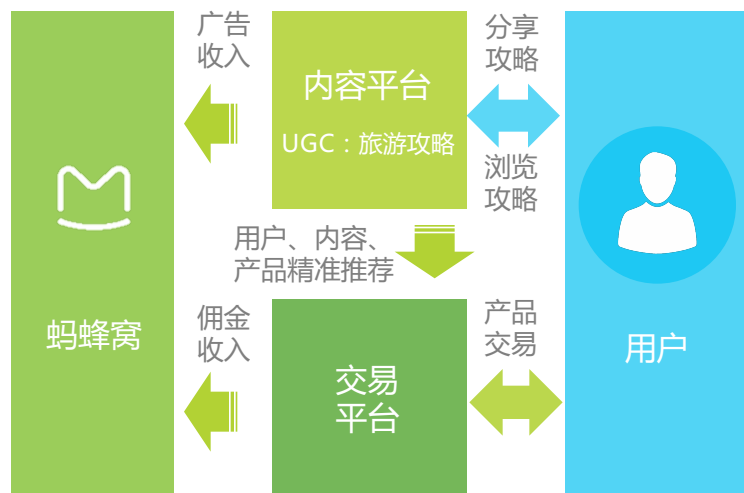 广告
收入
内容平台
UGC：旅游攻略
分享
攻略
浏览
攻略
用户、内容、
产品精准推荐
蚂蜂窝
佣金
收入
交易
平台
产品
交易
用户